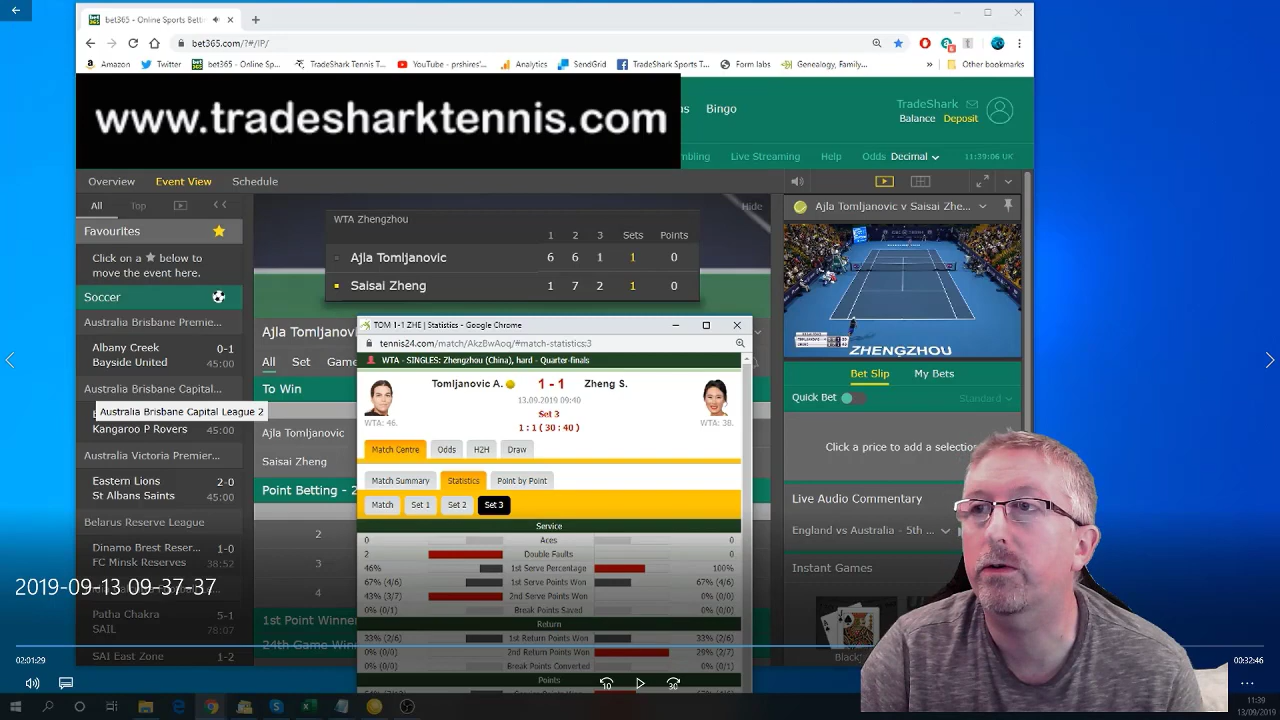 bet365 - Online Sports Betti
bet365.com/?#/IP/
Amazon
Twitter
bet365 - Online Sp...
TradeShark Tennis T...
YouTube - prshires'...
Analytics
SendGrid
TradeShark Sports T...
Form labs
Genealogy, Family...
»
Other bookmarks
www.tradesharktennis.com
Bingo
TradeShark
Balance Deposit
Live Streaming
Help
Odds Decimal
11:39:06 UK
Overview
Event View
Schedule
All
Top
Hide
Favourites
Click on a ★ below to
move the event here.
Soccer
Australia Brisbane Premie...
Albany Creek 0-1
Bayside United 45:00
Australia Brisbane Capital...
Australia Brisbane Capital League 2
Kangaroo P Rovers 45:00
Australia Victoria Premier...
Eastern Lions 2-0
St Albans Saints 45:00
Belarus Reserve League
Dinamo Brest Reser... 1-0
FC Minsk Reserves 38:52
2019-09-13 09-37-37
Patha Chakra 5-1
SAIL 78:07
SAI East Zone 1-2
WTA Zhengzhou
1 2 3 Sets Points
Ajla Tomljanovic 6 6 1 1 0
Saisai Zheng 1 7 2 1 0
Ajla Tomljanov
All Set Game
To Win
Ajla Tomljanovic
Saisai Zheng
Point Betting - 2
2
3
4
1st Point Winner
24th Game Win
TOM 1-1 ZHE | Statistics - Google Chrome
tennis24.com/match/AkzBwAoq/#match-statistics;3
WTA - SINGLES: Zhengzhou (China), hard - Quarter-finals
Tomljanovic A. 1 - 1 Zheng S.
13.09.2019 09:40
Set 3
1 : 1 ( 30 : 40 )
WTA: 46.
WTA: 38.
Match Centre
Odds
H2H
Draw
Match Summary
Statistics
Point by Point
Match
Set 1
Set 2
Set 3
Service
0 Aces 0
2 Double Faults 0
46% 1st Serve Percentage 100%
67% (4/6) 1st Serve Points Won 67% (4/6)
43% (3/7) 2nd Serve Points Won 0% (0/0)
0% (0/1) Break Points Saved 0% (0/0)
Return
33% (2/6) 1st Return Points Won 33% (2/6)
0% (0/0) 2nd Return Points Won
0% (0/0) Break Points Converted
Points
Ajla Tomljanovic v Saisai Zhe...
ZHENGZHOU
Bet Slip
My Bets
Quick Bet
Standard
Click a price to add a selectio
Live Audio Commentary
England vs Australia - 5th ...
Instant Games
Black
02:01:29
00:32:46
10
30
11:39
13/09/2019